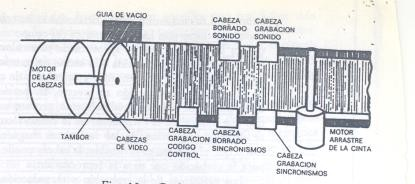 GUIA DE VACIO
CABEZA
BORRADO
SONIDO
CABEZA
GRABACION
SONIDO
MOTOR
DE LAS
CABEZAS
TAMBOR
CABEZAS
DE VIDEO
CABEZA
GRABACION
CODIGO
CONTROL
CABEZA
BORRADO
SINCRONISMOS
CABEZA
GRABACION
SINCRONISMOS
MOTOR
ARRASTRE
DE LA CINTA